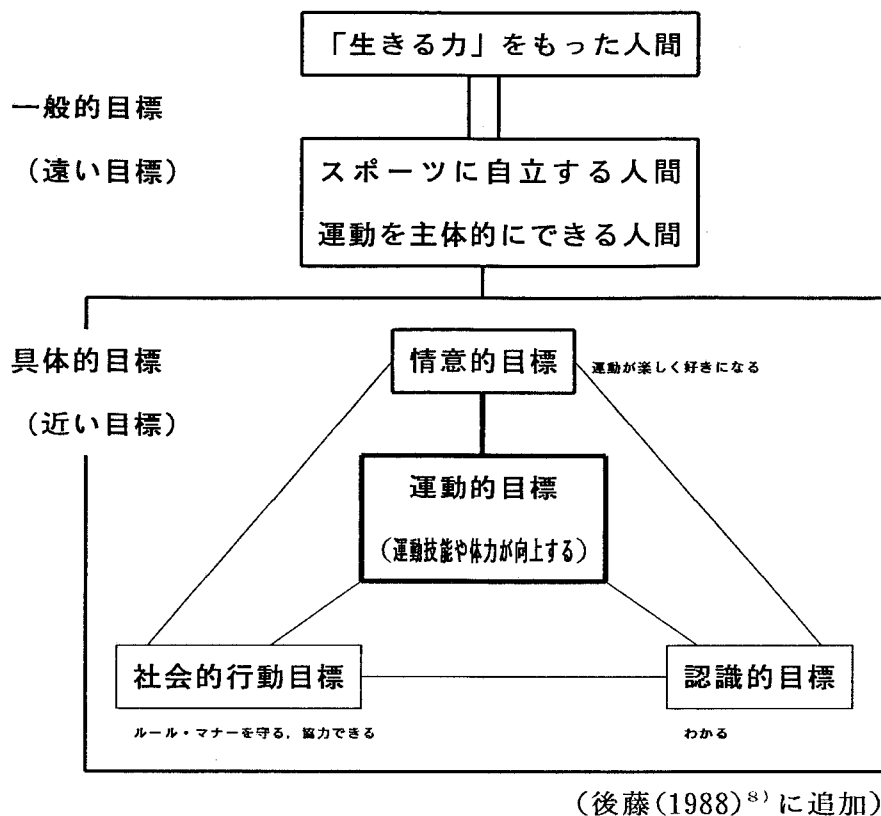 「生きる力」をもった人間
一般的目標
（遠い目標）
スポーツに自立する人間
運動を主体的にできる人間
具体的目標
（近い目標）
情意的目標
運動が楽しく好きになる
運動的目標
（運動技能や体力が向上する）
社会的行動目標
認識的目標
ルール・マナーを守る，協力できる
わかる
（後藤(1988)⁸⁾に追加）